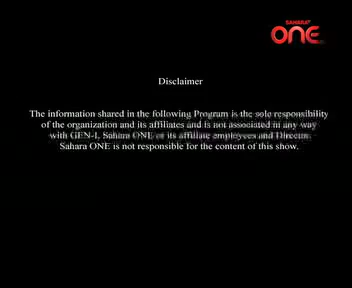 SAHARA
ONE
Disclaimer
The information shared in the following Program is the sole responsibility
of the organization and its affiliates and is not associated in any way
with GEN-I, Sahara ONE or its affiliate employees and Director.
Sahara ONE is not responsible for the content of this show.